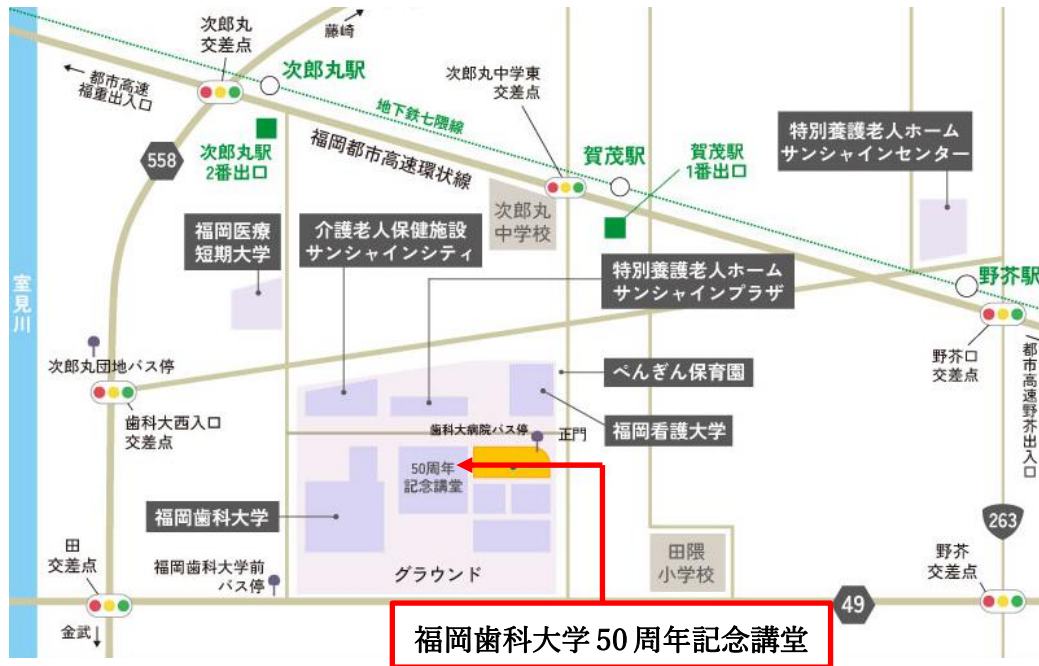 次郎丸
交差点
藤崎
都市高速
福重出入口
次郎丸駅
次郎丸中学東
交差点
地下鉄七隈線
福岡都市高速環状線
558
次郎丸駅
2番出口
賀茂駅
賀茂駅
1番出口
特別養護老人ホーム
サンシャインセンター
次郎丸
中学校
福岡医療
短期大学
介護老人保健施設
サンシャインシティ
特別養護老人ホーム
サンシャインプラザ
野芥駅
室見川
次郎丸団地バス停
歯科大西入口
交差点
ぺんぎん保育園
野芥口
交差点
都市高速野芥出入口
歯科大病院バス停
正門
福岡看護大学
50周年
記念講堂
福岡歯科大学
263
田
交差点
福岡歯科大学前
バス停
グラウンド
田隈
小学校
野芥
交差点
49
金武
福岡歯科大学50周年記念講堂